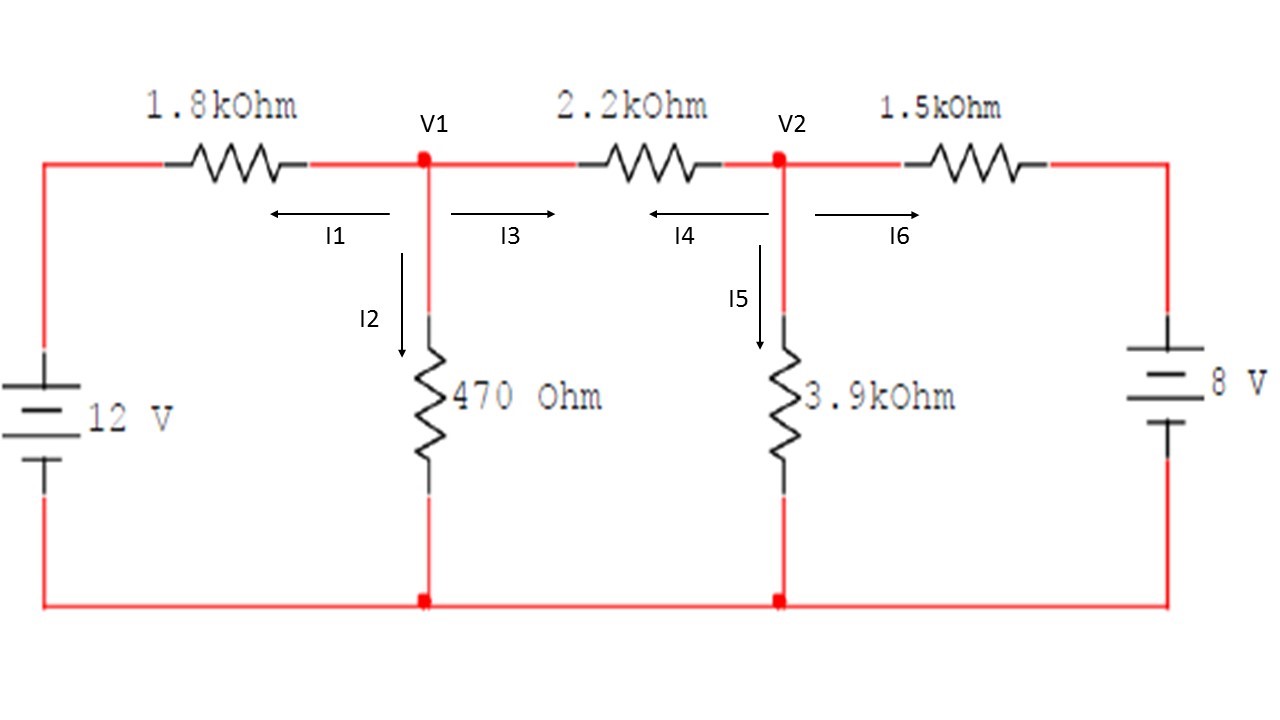 1.8kOhm
2.2kOhm
1.5kOhm
V1
V2
I1
I3
I4
I6
I2
I5
12 V
470 Ohm
3.9kOhm
8 V